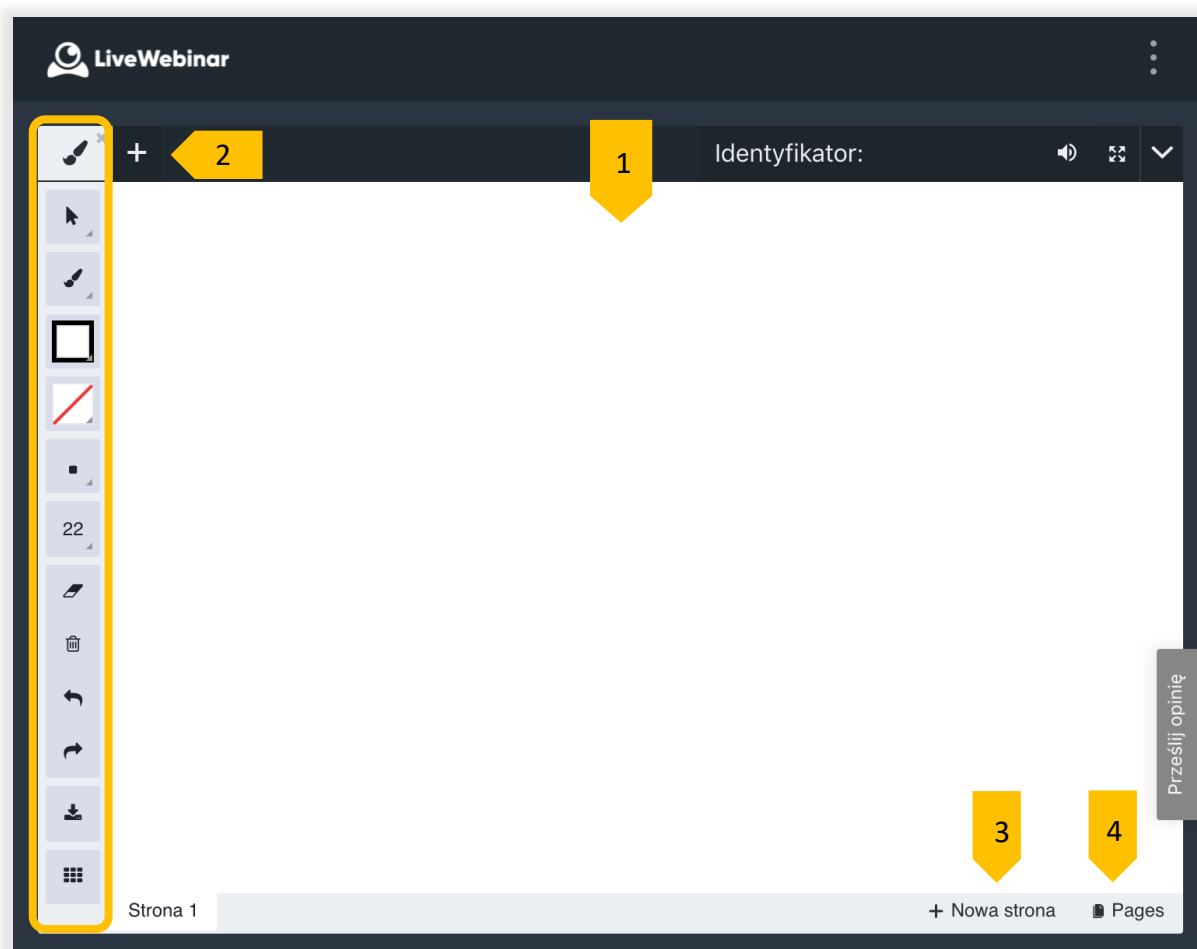 LiveWebinar
2
1
Identyfikator:
22
Prześlij opinię
3
4
Strona 1
+ Nowa strona
Pages